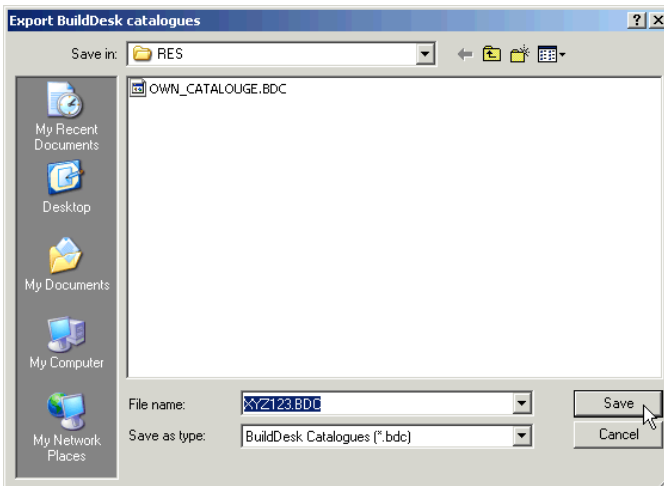 Export BuildDesk catalogues
Save in:
RES
OWN_CATALOUGE.BDC
My Recent
Documents
Desktop
My Documents
My Computer
My Network
Places
File name:
XYZ123.BDC
Save
Save as type:
BuildDesk Catalogues (*.bdc)
Cancel